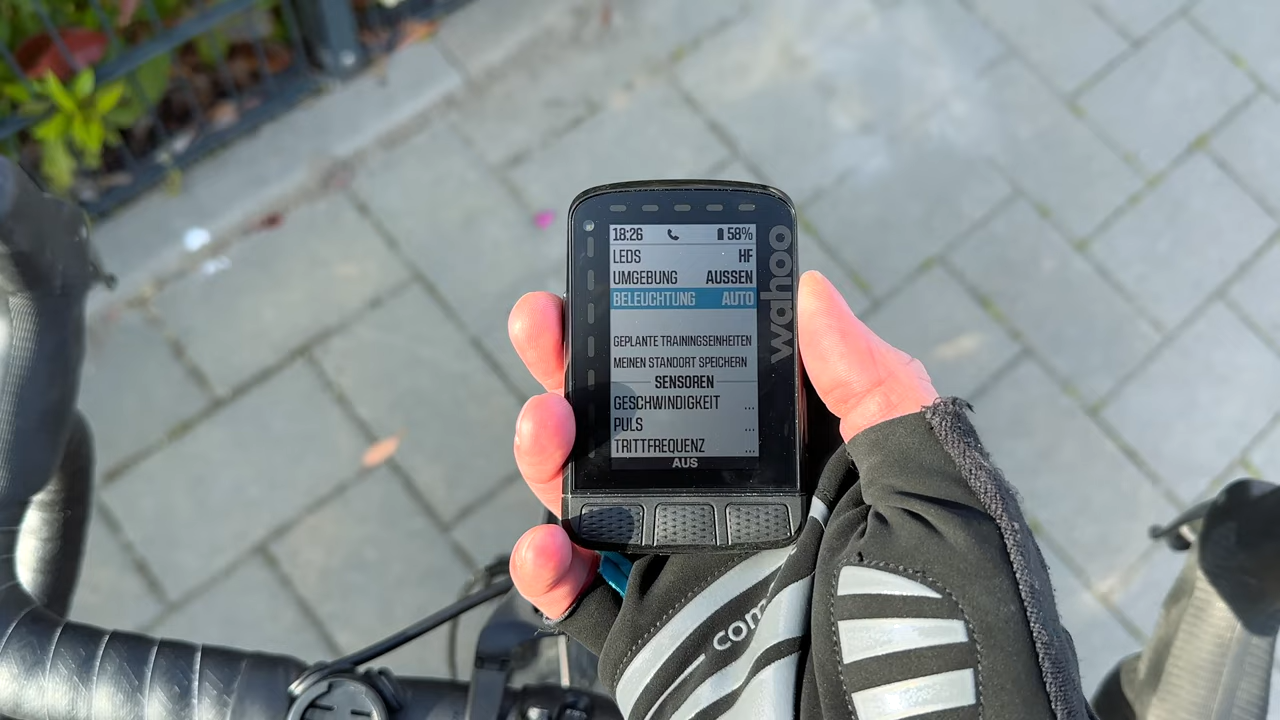 18:26 58%
LEDS HF
UMGEBUNG AUSSEN
BELEUCHTUNG AUTO
GEPLANTE TRAININGSEINHEITEN
MEINEN STANDORT SPEICHERN
SENSOREN
GESCHWINDIGKEIT ...
PULS ...
TRITTFREQUENZ ...
AUS
wahoo
com